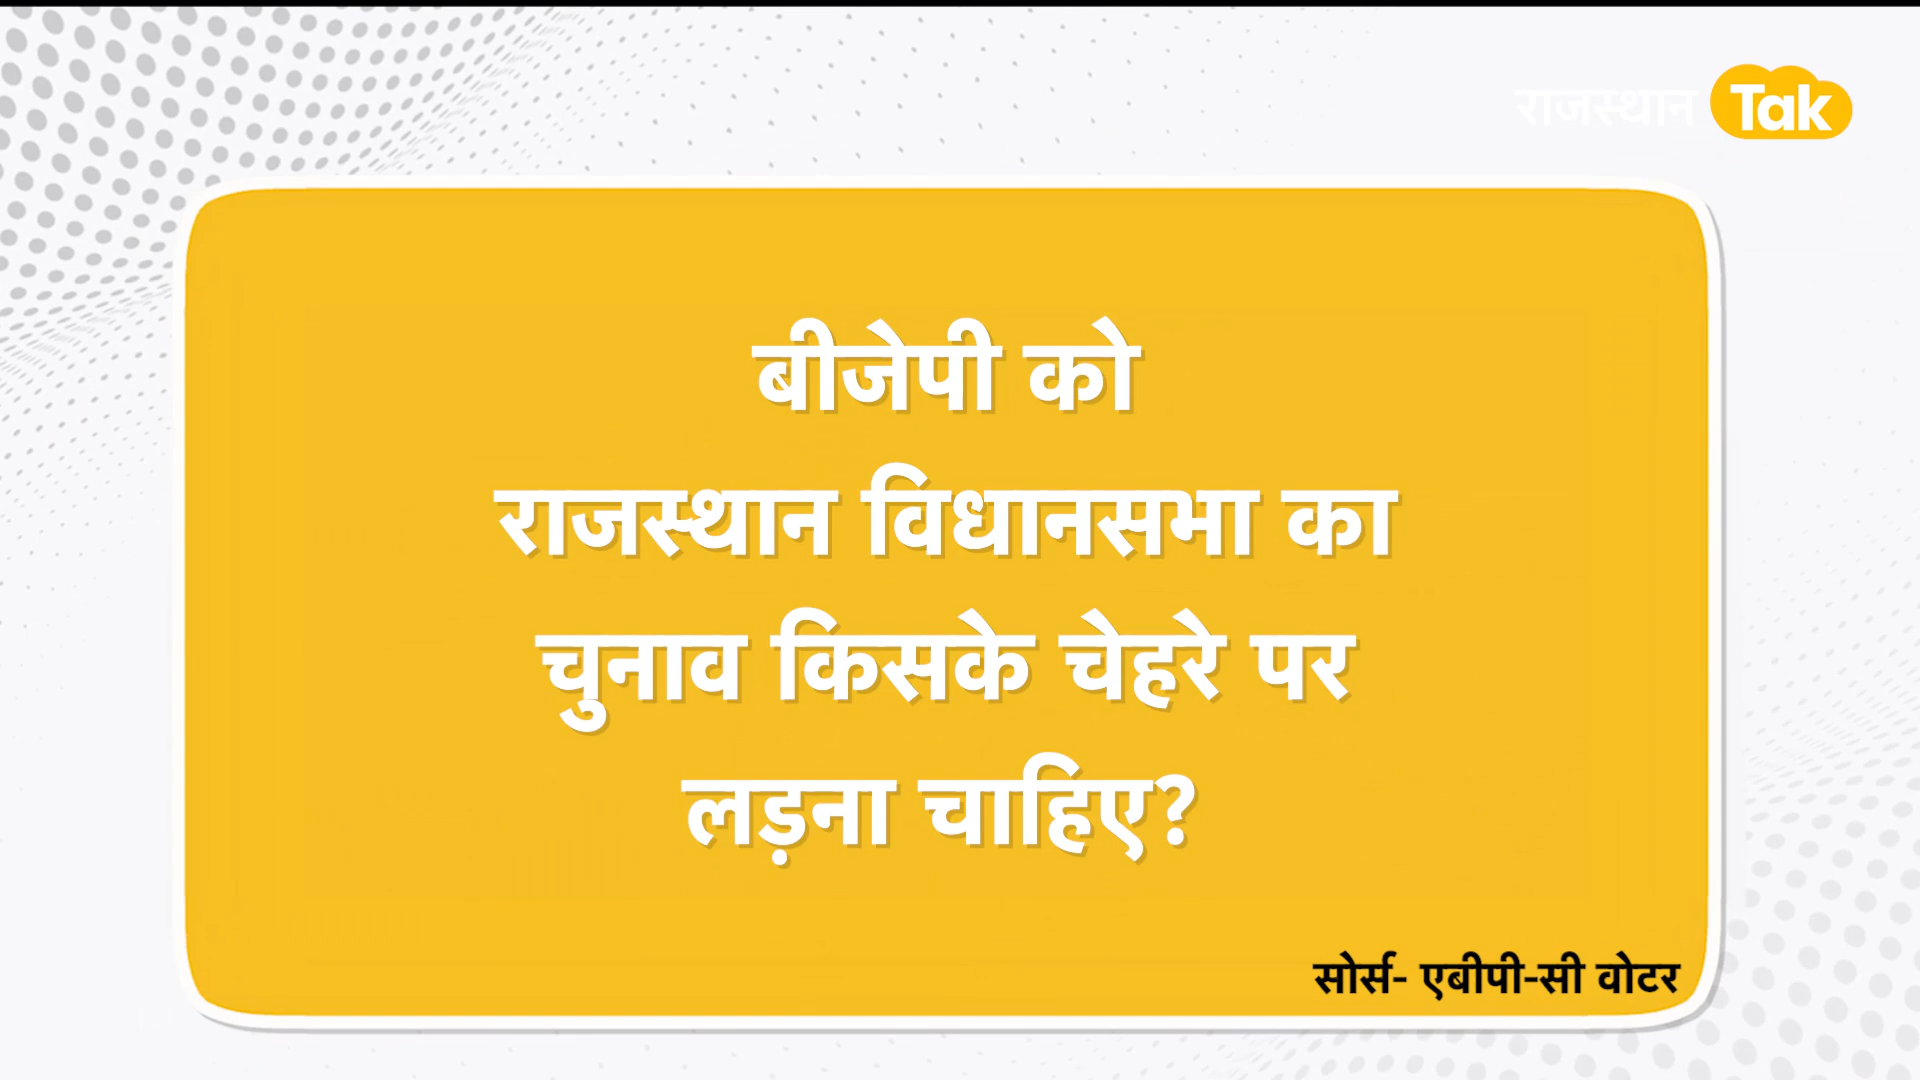 राजस्थान Tak
बीजेपी को
राजस्थान विधानसभा का
चुनाव किसके चेहरे पर
लड़ना चाहिए?
सोर्स- एबीपी-सी वोटर